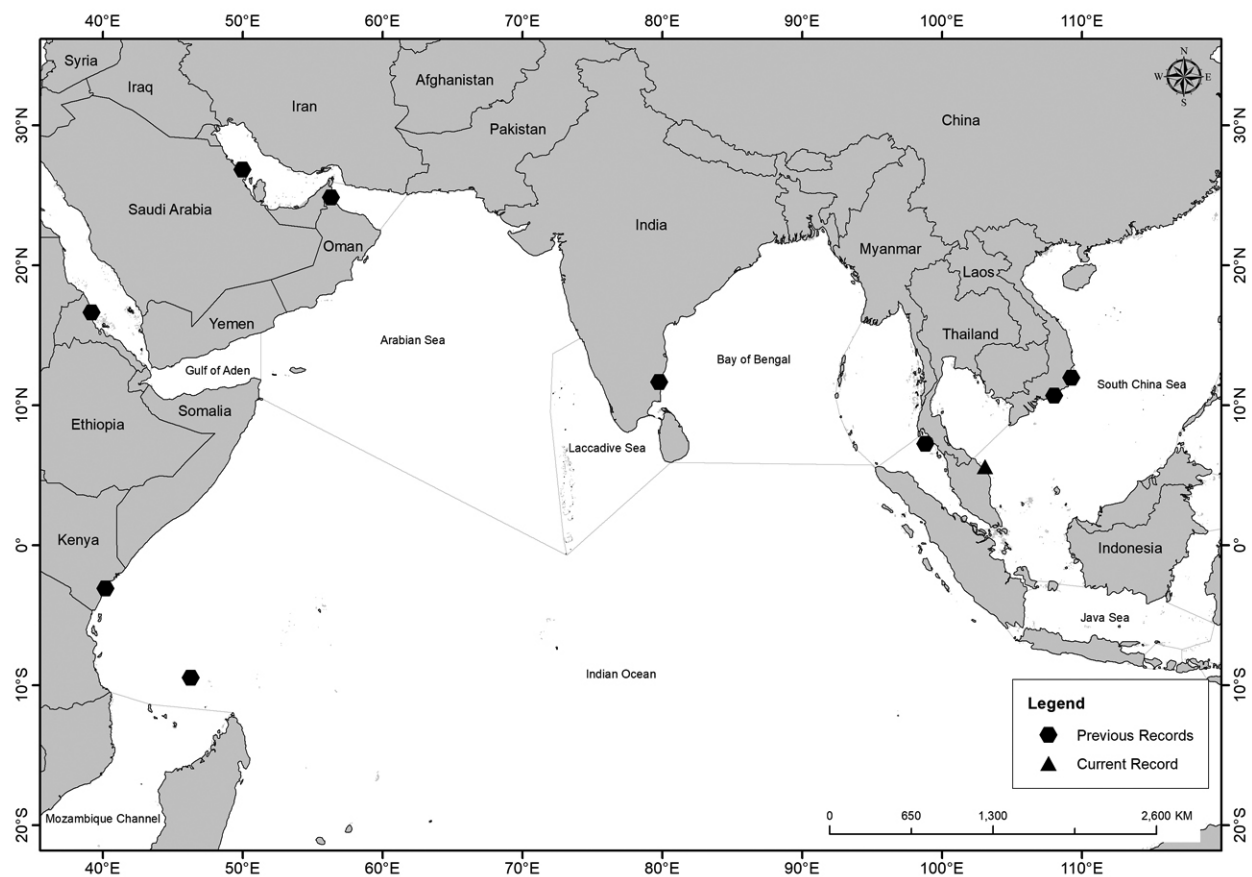 40°E 50°E 60°E 70°E 80°E 90°E 100°E 110°E
N
W E
S
Syria
Iraq
Iran
Afghanistan
Pakistan
China
30°N 30°N
Saudi Arabia
India
Oman
Myanmar
20°N 20°N
Laos
Yemen
Thailand
Arabian Sea
Bay of Bengal
Gulf of Aden
South China Sea
10°N 10°N
Somalia
Ethiopia
Laccadive Sea
Kenya
0° 0°
Indonesia
Java Sea
Indian Ocean
10°S 10°S
Legend
Previous Records
Current Record
Mozambique Channel
0 650 1,300 2,600 KM
20°S 20°S
40°E 50°E 60°E 70°E 80°E 90°E 100°E 110°E